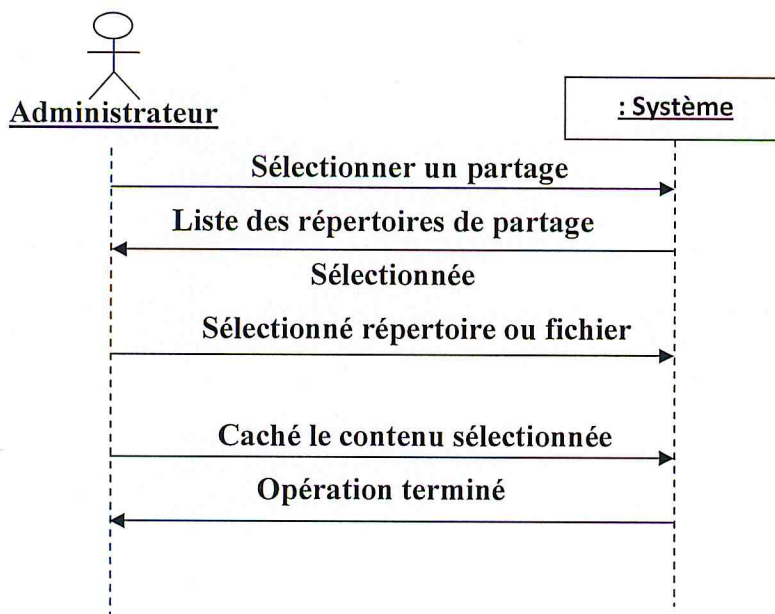 Administrateur
: Système
Sélectionner un partage
Liste des répertoires de partage
Sélectionnée
Sélectionné répertoire ou fichier
Caché le contenu sélectionnée
Opération terminé